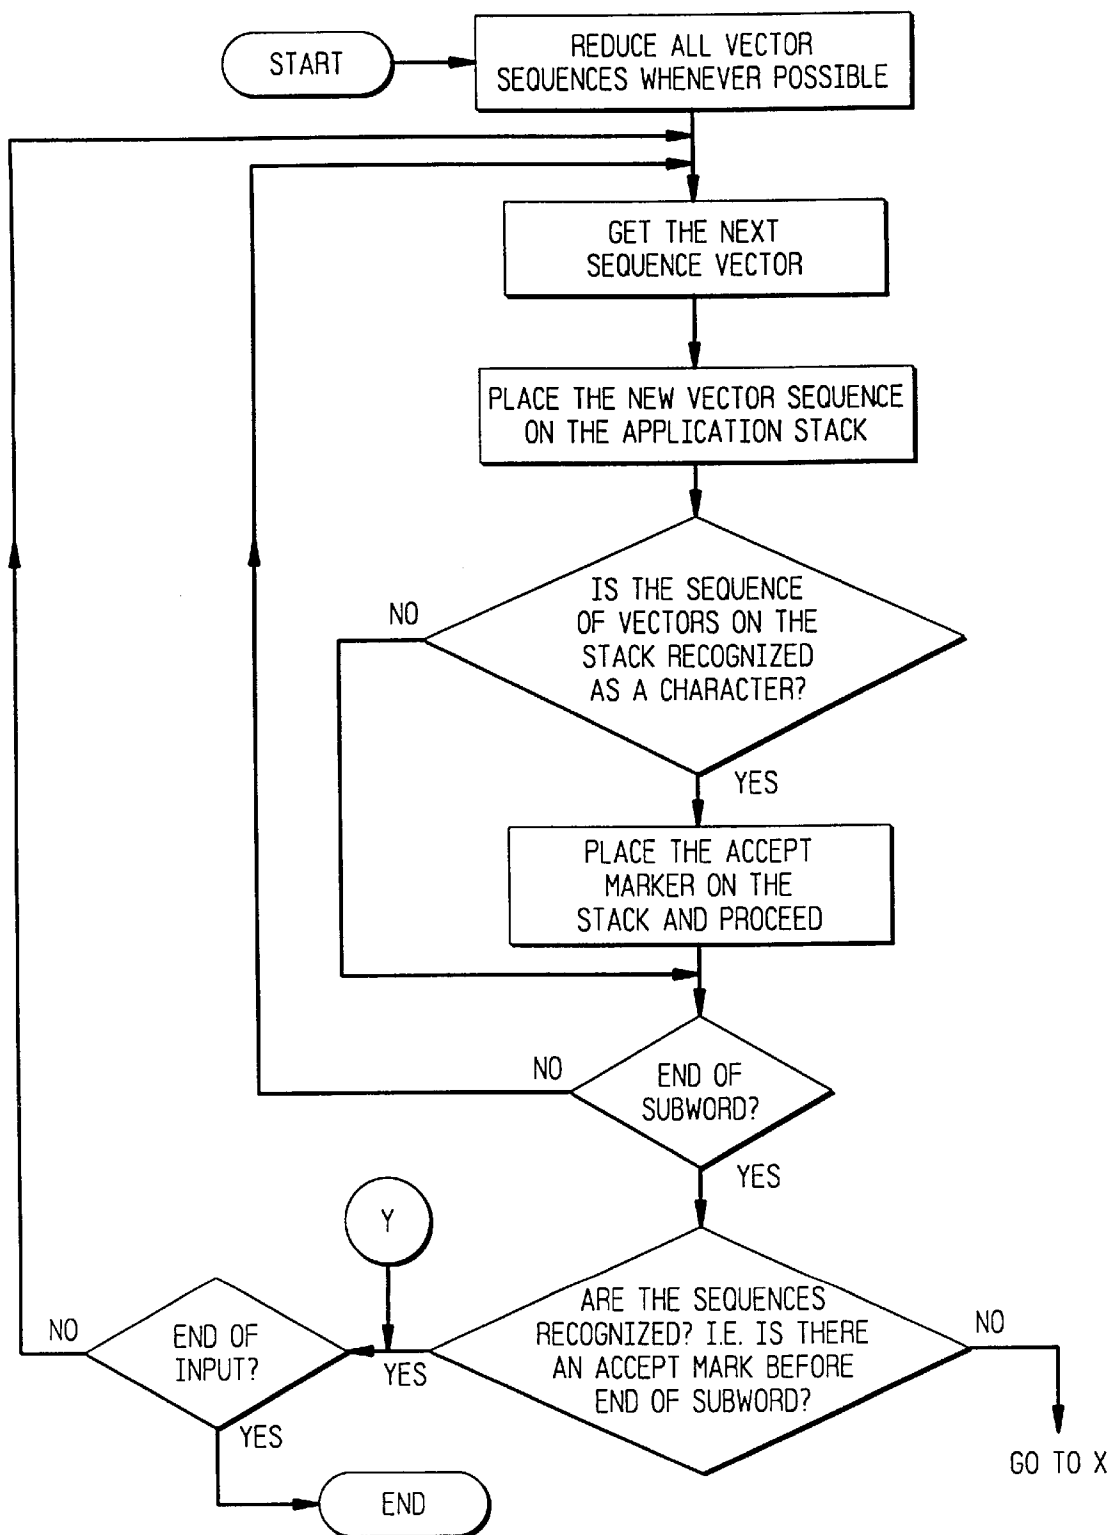 START
REDUCE ALL VECTOR
SEQUENCES WHENEVER POSSIBLE
GET THE NEXT
SEQUENCE VECTOR
PLACE THE NEW VECTOR SEQUENCE
ON THE APPLICATION STACK
IS THE SEQUENCE
OF VECTORS ON THE
STACK RECOGNIZED
AS A CHARACTER?
NO
YES
PLACE THE ACCEPT
MARKER ON THE
STACK AND PROCEED
END OF
SUBWORD?
NO
YES
Y
ARE THE SEQUENCES
RECOGNIZED? I.E. IS THERE
AN ACCEPT MARK BEFORE
END OF SUBWORD?
NO
GO TO X
YES
END OF
INPUT?
NO
YES
END